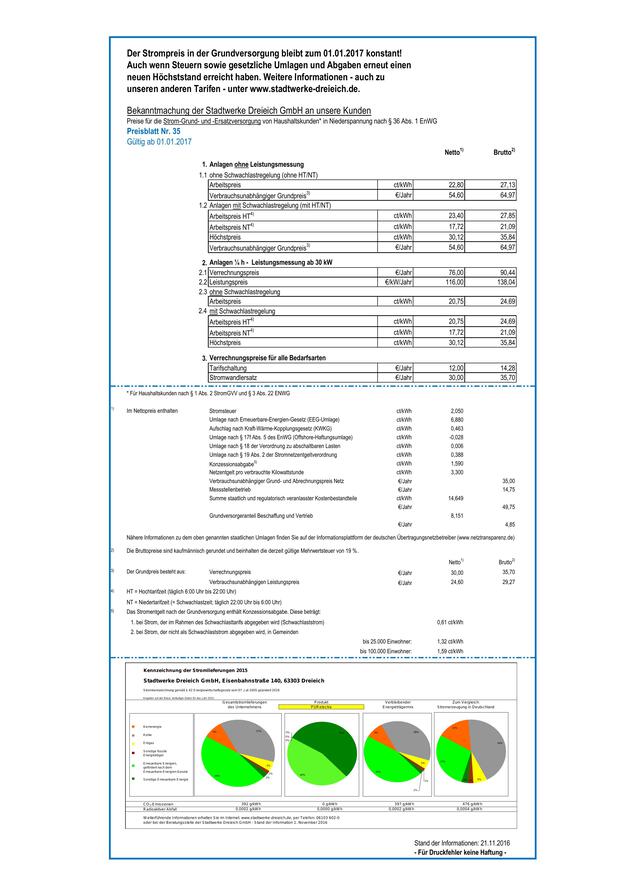 Der Strompreis in der Grundversorgung bleibt zum 01.01.2017 konstant!
Auch wenn Steuern sowie gesetzliche Umlagen und Abgaben erneut einen
neuen Höchststand erreicht haben. Weitere Informationen - auch zu
unseren anderen Tarifen - unter www.stadtwerke-dreieich.de.
Bekanntmachung der Stadtwerke Dreieich GmbH an unsere Kunden
Preise für die Strom-Grund- und -Ersatzversorgung von Haushaltskunden* in Niederspannung nach § 36 Abs. 1 EnWG
Preisblatt Nr. 35
Gültig ab 01.01.2017
Netto1) Brutto2)
1. Anlagen ohne Leistungsmessung
1.1 ohne Schwachlastregelung (ohne HT/NT)
Arbeitspreis ct/kWh 22,80 27,13
Verbrauchsunabhängiger Grundpreis3) €/Jahr 54,60 64,97
1.2 Anlagen mit Schwachlastregelung (mit HT/NT)
Arbeitspreis HT4) ct/kWh 23,40 27,85
Arbeitspreis NT4) ct/kWh 17,72 21,09
Höchstpreis ct/kWh 30,12 35,84
Verbrauchsunabhängiger Grundpreis3) €/Jahr 54,60 64,97
2. Anlagen ¼ h - Leistungsmessung ab 30 kW
2.1 Verrechnungspreis €/Jahr 76,00 90,44
2.2 Leistungspreis €/kW/Jahr 116,00 138,04
2.3 ohne Schwachlastregelung
Arbeitspreis ct/kWh 20,75 24,69
2.4 mit Schwachlastregelung
Arbeitspreis HT4) ct/kWh 20,75 24,69
Arbeitspreis NT4) ct/kWh 17,72 21,09
Höchstpreis ct/kWh 30,12 35,84
3. Verrechnungspreise für alle Bedarfsarten
Tarifschaltung €/Jahr 12,00 14,28
Stromwandlersatz €/Jahr 30,00 35,70
* Für Haushaltskunden nach § 1 Abs. 2 StromGVV und § 3 Abs. 22 ENWG
1) Im Nettopreis enthalten Stromsteuer ct/kWh 2,050
Umlage nach Erneuerbare-Energien-Gesetz (EEG-Umlage) ct/kWh 6,880
Aufschlag nach Kraft-Wärme-Kopplungsgesetz (KWKG) ct/kWh 0,463
Umlage nach § 17f Abs. 5 des EnWG (Offshore-Haftungsumlage) ct/kWh -0,028
Umlage nach § 18 der Verordnung zu abschaltbaren Lasten ct/kWh 0,006
Umlage nach § 19 Abs. 2 der Stromnetzentgeltverordnung ct/kWh 0,388
Konzessionsabgabe5) ct/kWh 1,590
Netzentgelt pro verbrauchte Kilowattstunde ct/kWh 3,300
Verbrauchsunabhängiger Grund- und Abrechnungspreis Netz €/Jahr 35,00
Messstellenbetrieb €/Jahr 14,75
Summe staatlich und regulatorisch veranlasster Kostenbestandteile ct/kWh 14,649
€/Jahr 49,75
Grundversorgeranteil Beschaffung und Vertrieb ct/kWh 8,151
€/Jahr 4,85
Nähere Informationen zu dem oben genannten staatlichen Umlagen finden Sie auf der Informationsplattform der deutschen Übertragungsnetzbetreiber (www.netztransparenz.de)
2) Die Bruttopreise sind kaufmännisch gerundet und beinhalten die derzeit gültige Mehrwertsteuer von 19 %.
Netto1) Brutto2)
3) Der Grundpreis besteht aus: Verrechnungspreis €/Jahr 30,00 35,70
Verbrauchsunabhängigen Leistungspreis €/Jahr 24,60 29,27
4) HT = Hochtarifzeit (täglich 6:00 Uhr bis 22:00 Uhr)
NT = Niedertarifzeit (= Schwachlastzeit; täglich 22:00 Uhr bis 6:00 Uhr)
5) Das Stromentgelt nach der Grundversorgung enthält Konzessionsabgabe. Diese beträgt:
1. bei Strom, der im Rahmen des Schwachlasttarifs abgegeben wird (Schwachlaststrom) 0,61 ct/kWh
2. bei Strom, der nicht als Schwachlaststrom abgegeben wird, in Gemeinden
bis 25.000 Einwohner: 1,32 ct/kWh
bis 100.000 Einwohner: 1,59 ct/kWh
Kennzeichnung der Stromlieferungen 2015
Stadtwerke Dreieich GmbH, Eisenbahnstraße 140, 63303 Dreieich
Gesamtstromlieferungen des Unternehmens
Produkt
Verbleibender Energieträgermix
Zum Vergleich: Stromerzeugung in Deutschland
Kernenergie
Kohle
Erdgas
Sonstige fossile Energieträger
Erneuerbare Energien, gefördert nach dem Erneuerbare-Energien-Gesetz
Sonstige Erneuerbare Energien
CO2-Emissionen 392 g/kWh 0 g/kWh 397 g/kWh 476 g/kWh
Radioaktiver Abfall 0,0002 g/kWh 0,0000 g/kWh 0,0002 g/kWh 0,0004 g/kWh
Weiterführende Informationen erhalten Sie im Internet: www.stadtwerke-dreieich.de, per Telefon: 06103 602-0
oder bei der Beratungsstelle der Stadtwerke Dreieich GmbH - Stand der Information 1. November 2016
Stand der Informationen: 21.11.2016
- Für Druckfehler keine Haftung -